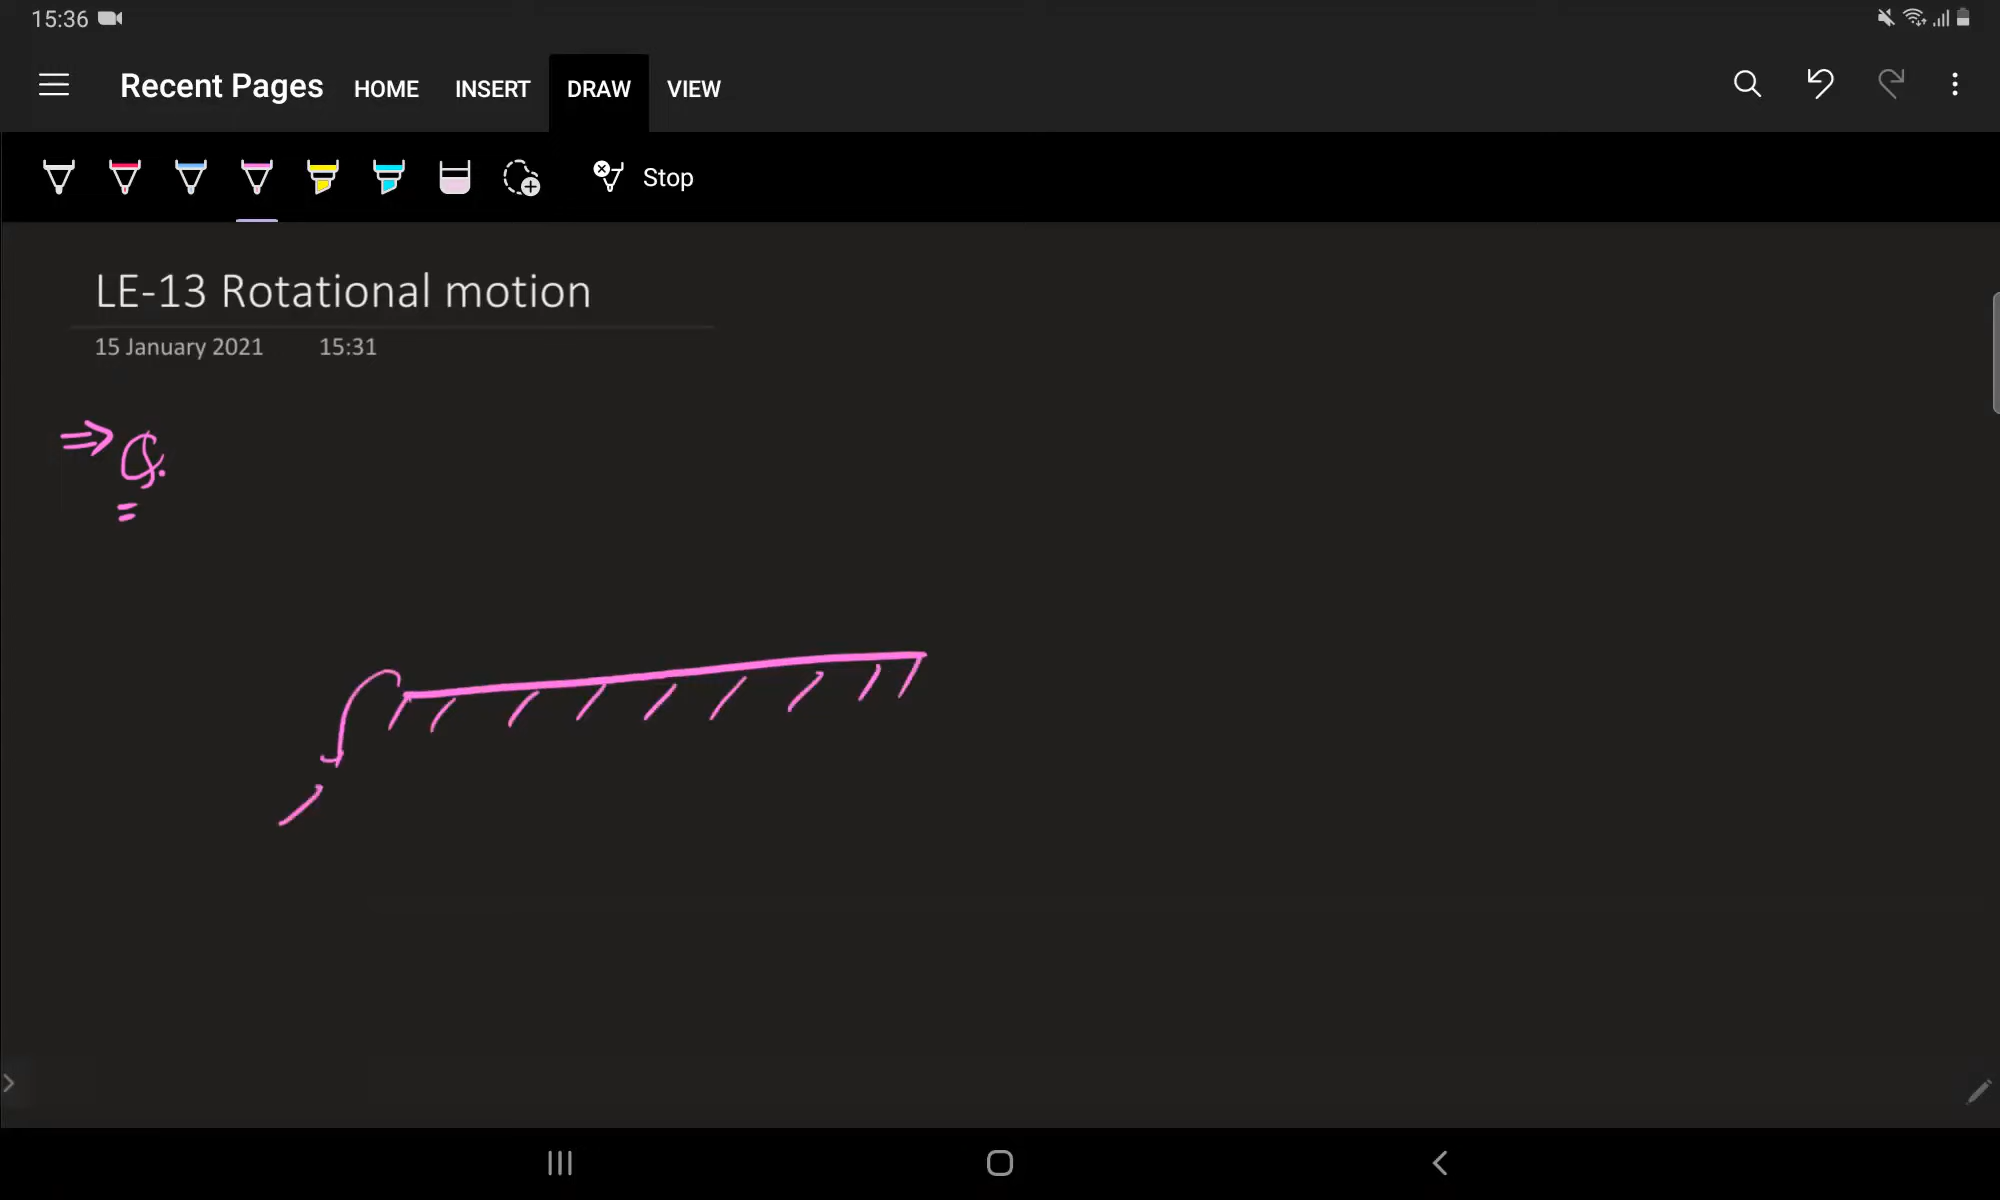 15:36
Recent Pages HOME INSERT DRAW VIEW
Stop
LE-13 Rotational motion
15 January 2021 15:31
⇒ Q.
=